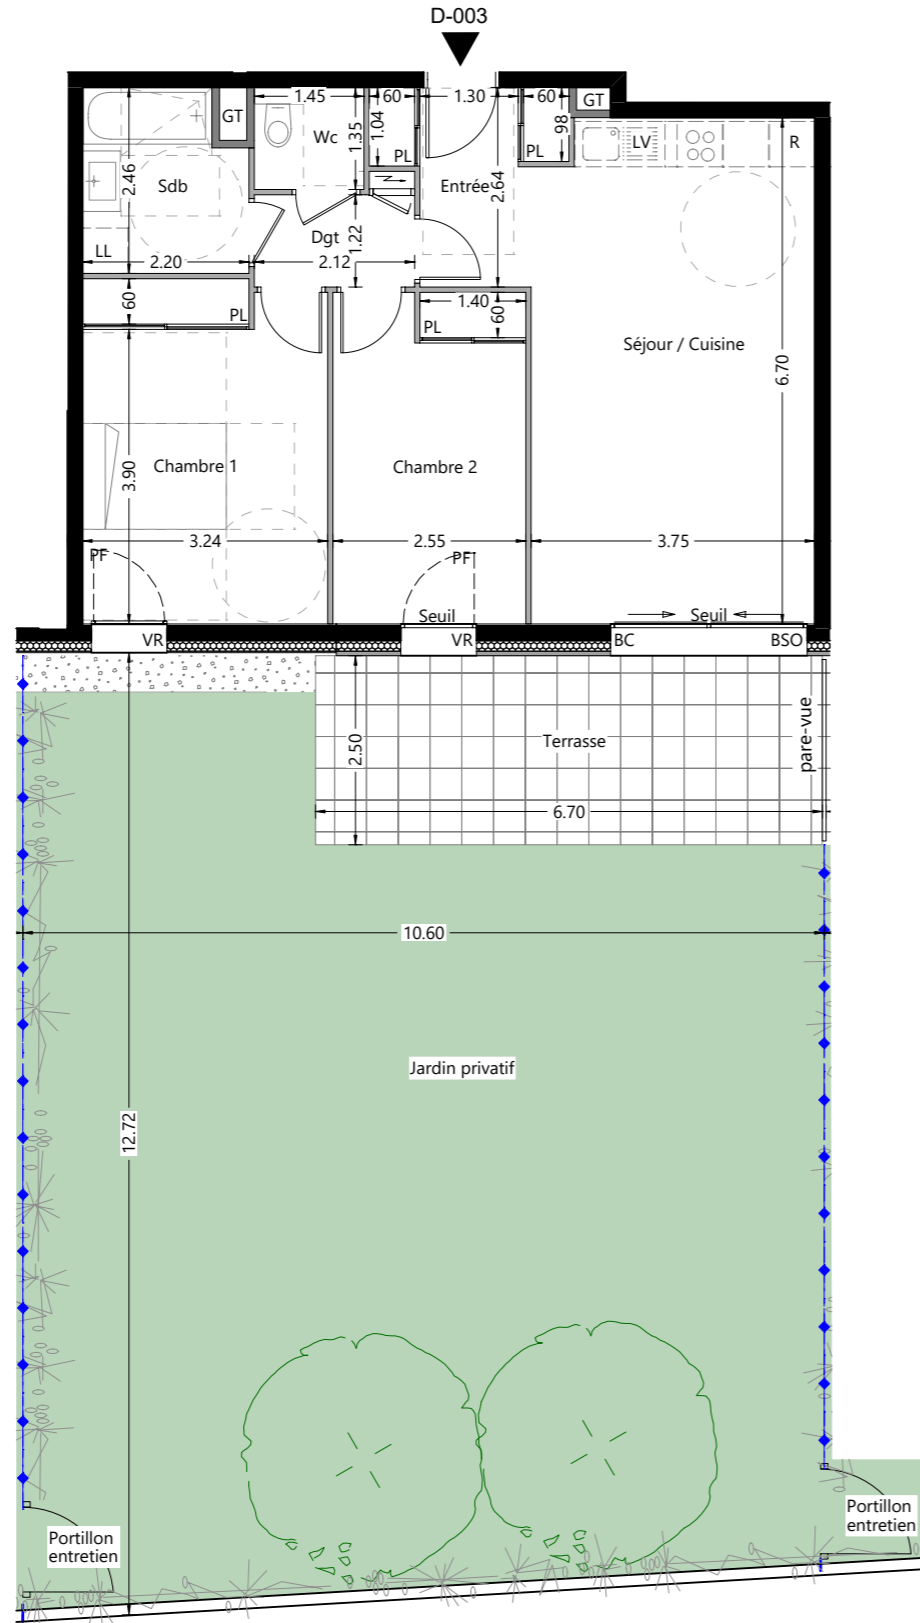 D-003
GT
1.45
60
1.30
60
GT
1.04
1.35
Wc
98
LV
R
PL
PL
2.46
Sdb
Entrée
2.64
Dgt
1.22
LL
2.20
2.12
60
PL
1.40
60
PL
Séjour / Cuisine
6.70
3.90
Chambre 1
Chambre 2
3.24
2.55
3.75
PF
PF
Seuil
Seuil
VR
VR
BC
BSO
2.50
Terrasse
pare-vue
6.70
10.60
Jardin privatif
12.72
Portillon
entretien
Portillon
entretien